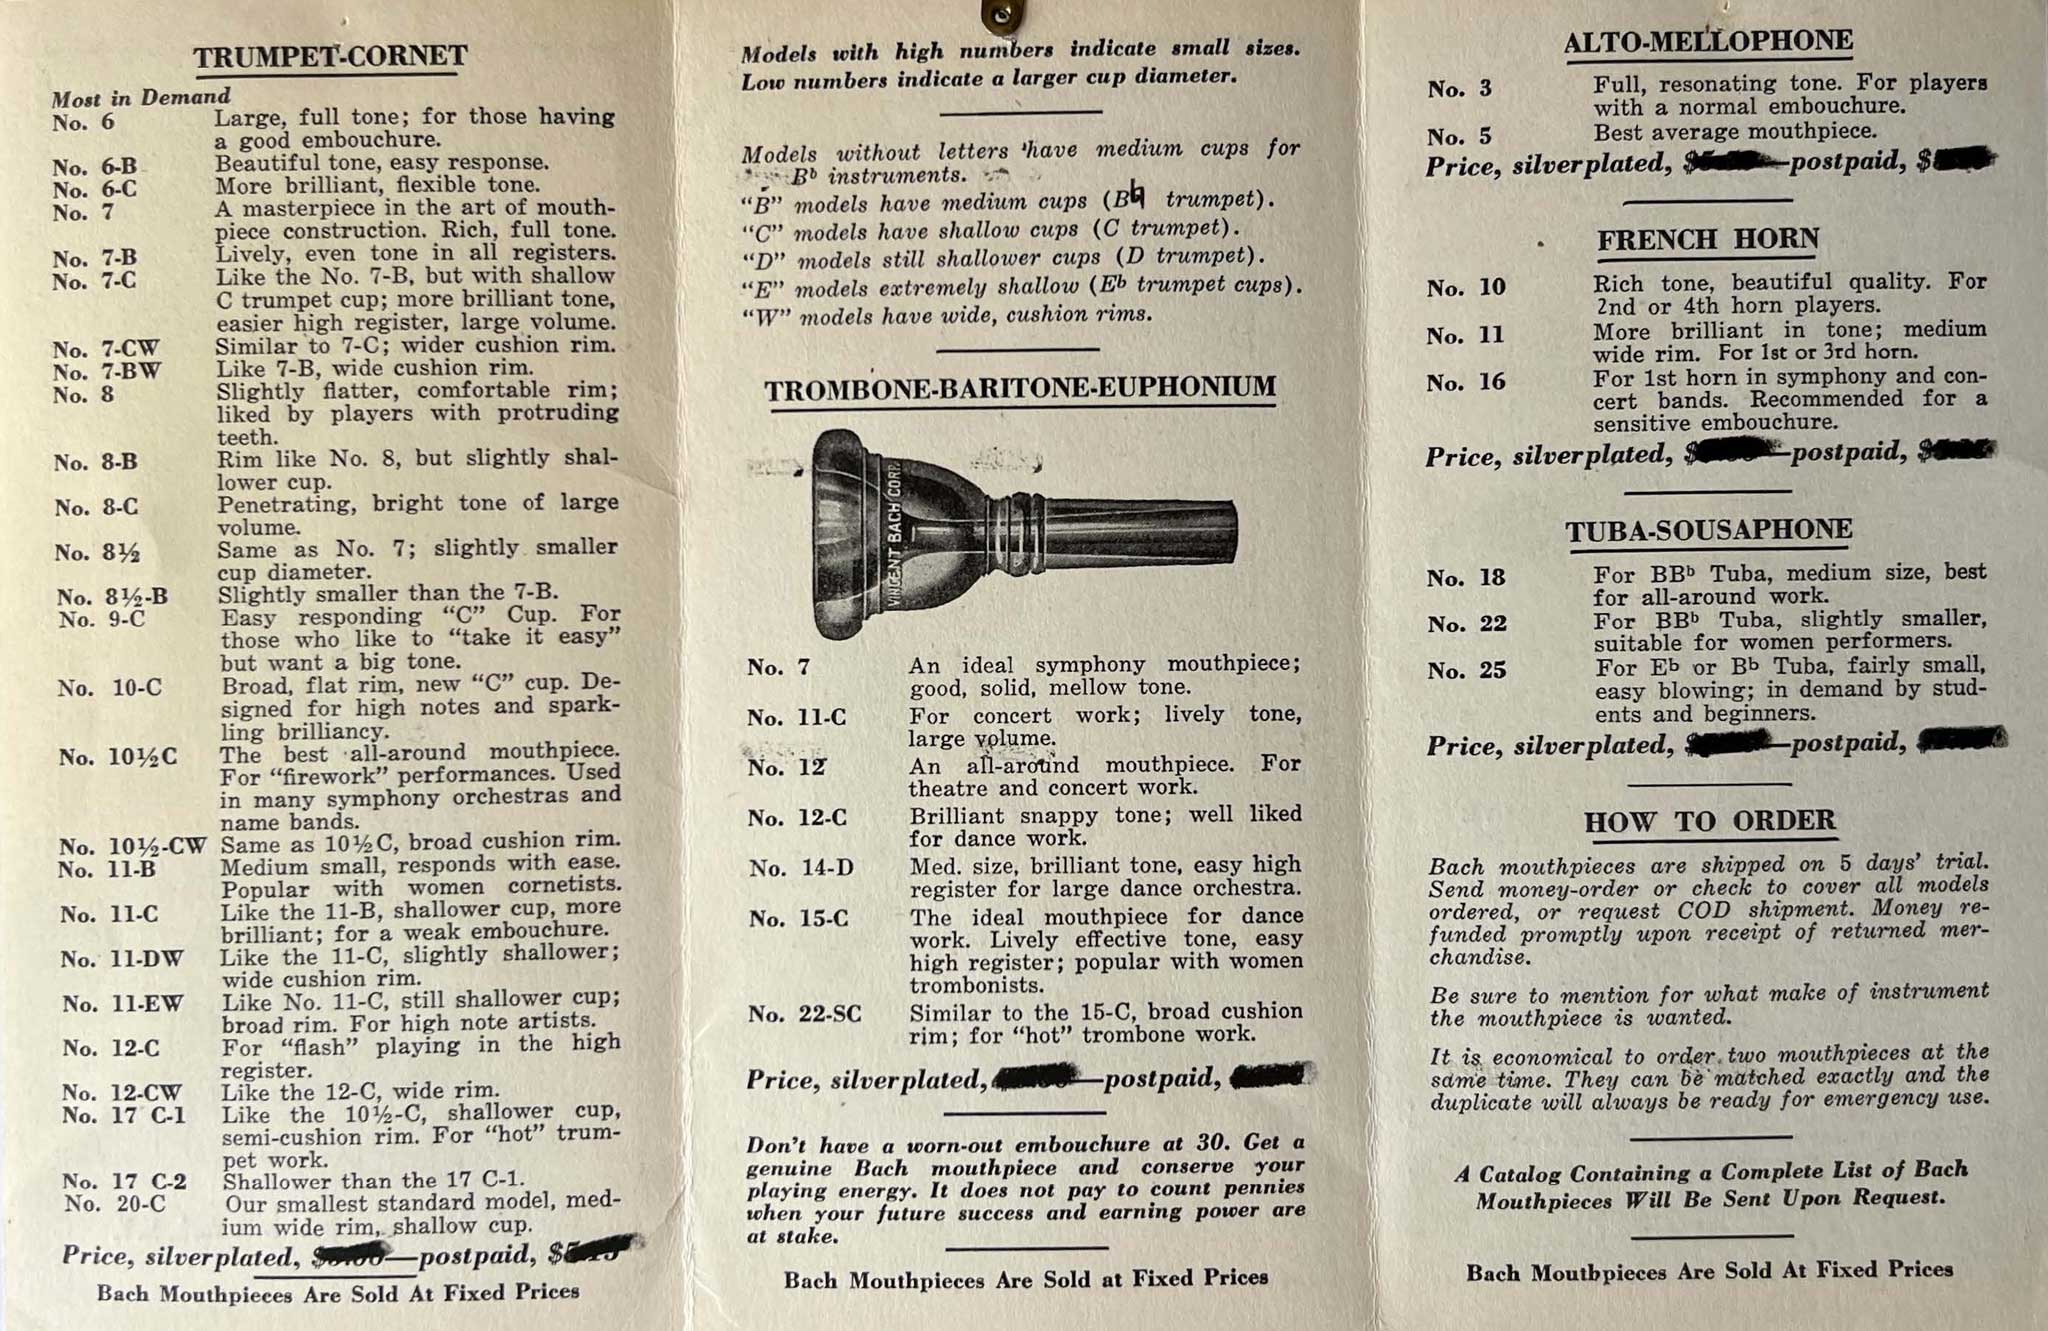 TRUMPET-CORNET
Most in Demand
No. 6 Large, full tone; for those having
a good embouchure.
No. 6-B Beautiful tone, easy response.
No. 6-C More brilliant, flexible tone.
No. 7 A masterpiece in the art of mouth-
piece construction. Rich, full tone.
No. 7-B Lively, even tone in all registers.
No. 7-C Like the No. 7-B, but with shallow
C trumpet cup; more brilliant tone,
easier high register, large volume.
No. 7-CW Similar to 7-C; wider cushion rim.
No. 7-BW Like 7-B, wide cushion rim.
No. 8 Slightly flatter, comfortable rim;
liked by players with protruding
teeth.
No. 8-B Rim like No. 8, but slightly shal-
lower cup.
No. 8-C Penetrating, bright tone of large
volume.
No. 8½ Same as No. 7; slightly smaller
cup diameter.
No. 8½-B Slightly smaller than the 7-B.
No. 9-C Easy responding "C" Cup. For
those who like to "take it easy"
but want a big tone.
No. 10-C Broad, flat rim, new "C" cup. De-
signed for high notes and spark-
ling brilliancy.
No. 10½C The best all-around mouthpiece.
For "firework" performances. Used
in many symphony orchestras and
name bands.
No. 10½-CW Same as 10½C, broad cushion rim.
No. 11-B Medium small, responds with ease.
Popular with women cornetists.
No. 11-C Like the 11-B, shallower cup, more
brilliant; for a weak embouchure.
No. 11-DW Like the 11-C, slightly shallower;
wide cushion rim.
No. 11-EW Like No. 11-C, still shallower cup;
broad rim. For high note artists.
No. 12-C For "flash" playing in the high
register.
No. 12-CW Like the 12-C, wide rim.
No. 17 C-1 Like the 10½-C, shallower cup,
semi-cushion rim. For "hot" trum-
pet work.
No. 17 C-2 Shallower than the 17 C-1.
No. 20-C Our smallest standard model, med-
ium wide rim, shallow cup.
Price, silverplated, $ —postpaid, $
Bach Mouthpieces Are Sold At Fixed Prices
Models with high numbers indicate small sizes.
Low numbers indicate a larger cup diameter.
Models without letters have medium cups for
B♭ instruments.
"B" models have medium cups (B♮ trumpet).
"C" models have shallow cups (C trumpet).
"D" models still shallower cups (D trumpet).
"E" models extremely shallow (E♭ trumpet cups).
"W" models have wide, cushion rims.
TROMBONE-BARITONE-EUPHONIUM
VINCENT BACH CORP.
No. 7 An ideal symphony mouthpiece;
good, solid, mellow tone.
No. 11-C For concert work; lively tone,
large volume.
No. 12 An all-around mouthpiece. For
theatre and concert work.
No. 12-C Brilliant snappy tone; well liked
for dance work.
No. 14-D Med. size, brilliant tone, easy high
register for large dance orchestra.
No. 15-C The ideal mouthpiece for dance
work. Lively effective tone, easy
high register; popular with women
trombonists.
No. 22-SC Similar to the 15-C, broad cushion
rim; for "hot" trombone work.
Price, silverplated, —postpaid,
Don't have a worn-out embouchure at 30. Get a
genuine Bach mouthpiece and conserve your
playing energy. It does not pay to count pennies
when your future success and earning power are
at stake.
Bach Mouthpieces Are Sold at Fixed Prices
ALTO-MELLOPHONE
No. 3 Full, resonating tone. For players
with a normal embouchure.
No. 5 Best average mouthpiece.
Price, silverplated, $ —postpaid, $
FRENCH HORN
No. 10 Rich tone, beautiful quality. For
2nd or 4th horn players.
No. 11 More brilliant in tone; medium
wide rim. For 1st or 3rd horn.
No. 16 For 1st horn in symphony and con-
cert bands. Recommended for a
sensitive embouchure.
Price, silverplated, $ —postpaid, $
TUBA-SOUSAPHONE
No. 18 For BB♭ Tuba, medium size, best
for all-around work.
No. 22 For BB♭ Tuba, slightly smaller,
suitable for women performers.
No. 25 For E♭ or B♭ Tuba, fairly small,
easy blowing; in demand by stud-
ents and beginners.
Price, silverplated, $ —postpaid,
HOW TO ORDER
Bach mouthpieces are shipped on 5 days' trial.
Send money-order or check to cover all models
ordered, or request COD shipment. Money re-
funded promptly upon receipt of returned mer-
chandise.
Be sure to mention for what make of instrument
the mouthpiece is wanted.
It is economical to order two mouthpieces at the
same time. They can be matched exactly and the
duplicate will always be ready for emergency use.
A Catalog Containing a Complete List of Bach
Mouthpieces Will Be Sent Upon Request.
Bach Mouthpieces Are Sold At Fixed Prices